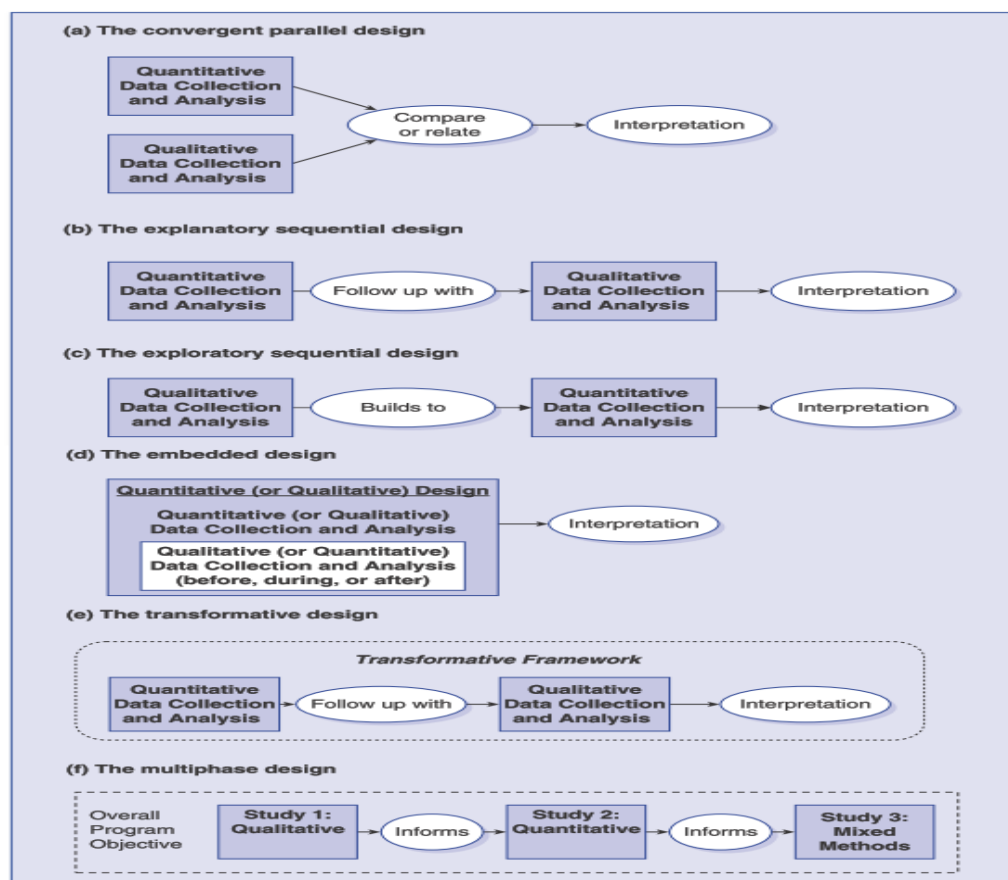 (a) The convergent parallel design
Quantitative
Data Collection
and Analysis
Compare
or relate
Interpretation
Qualitative
Data Collection
and Analysis
(b) The explanatory sequential design
Quantitative
Data Collection
and Analysis
Follow up with
Qualitative
Data Collection
and Analysis
Interpretation
(c) The exploratory sequential design
Qualitative
Data Collection
and Analysis
Builds to
Quantitative
Data Collection
and Analysis
Interpretation
(d) The embedded design
Quantitative (or Qualitative) Design
Quantitative (or Qualitative)
Data Collection and Analysis
Qualitative (or Quantitative)
Data Collection and Analysis
(before, during, or after)
Interpretation
(e) The transformative design
Transformative Framework
Quantitative
Data Collection
and Analysis
Follow up with
Qualitative
Data Collection
and Analysis
Interpretation
(f) The multiphase design
Overall
Program
Objective
Study 1:
Qualitative
Informs
Study 2:
Quantitative
Informs
Study 3:
Mixed
Methods